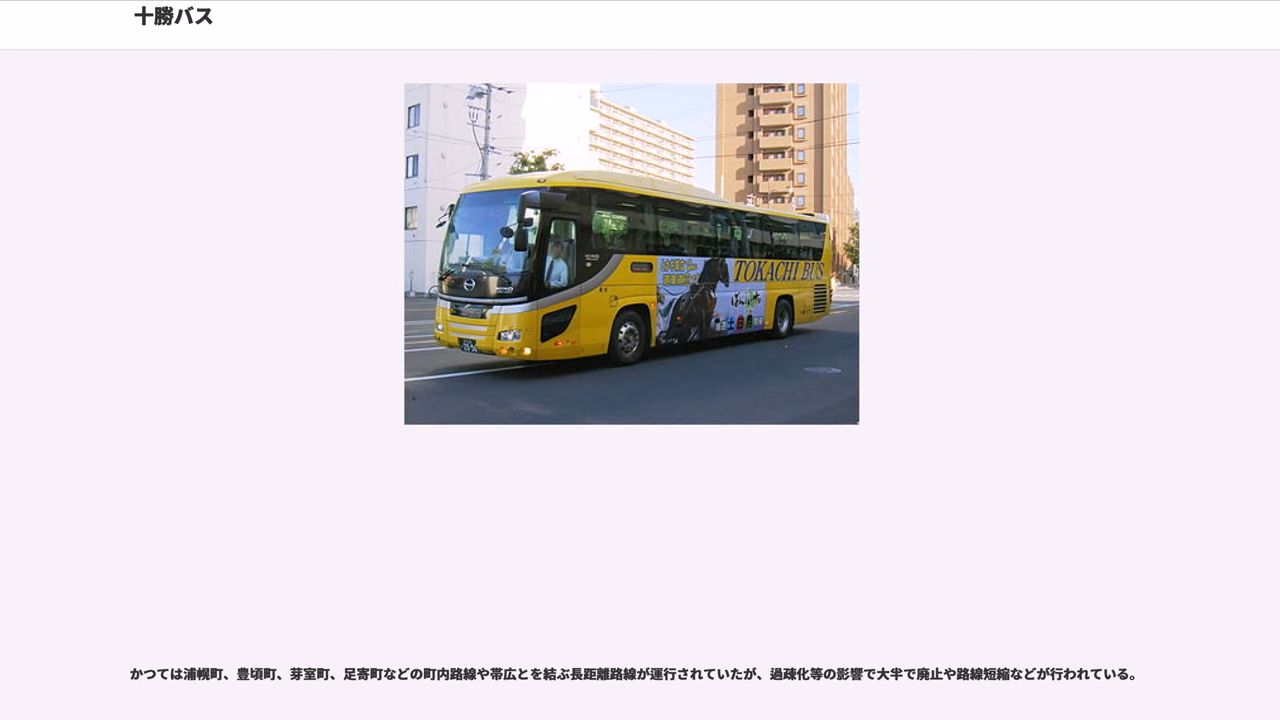 十勝バス
TOKACHI BUS
かつては浦幌町、豊頃町、芽室町、足寄町などの町内路線や帯広とを結ぶ長距離路線が運行されていたが、過疎化等の影響で大半で廃止や路線短縮などが行われている。